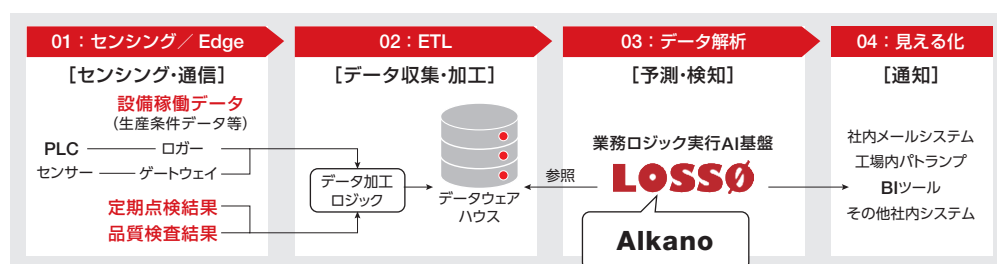 01：センシング／ Edge
[センシング・通信]
設備稼働データ
（生産条件データ等）
PLC
ロガー
センサー
ゲートウェイ
定期点検結果
品質検査結果
02：ETL
[データ収集・加工]
データ加工
ロジック
データウェア
ハウス
03：データ解析
[予測・検知]
参照
業務ロジック実行AI基盤
LOSSØ
Alkano
04：見える化
[通知]
社内メールシステム
工場内パトランプ
BIツール
その他社内システム